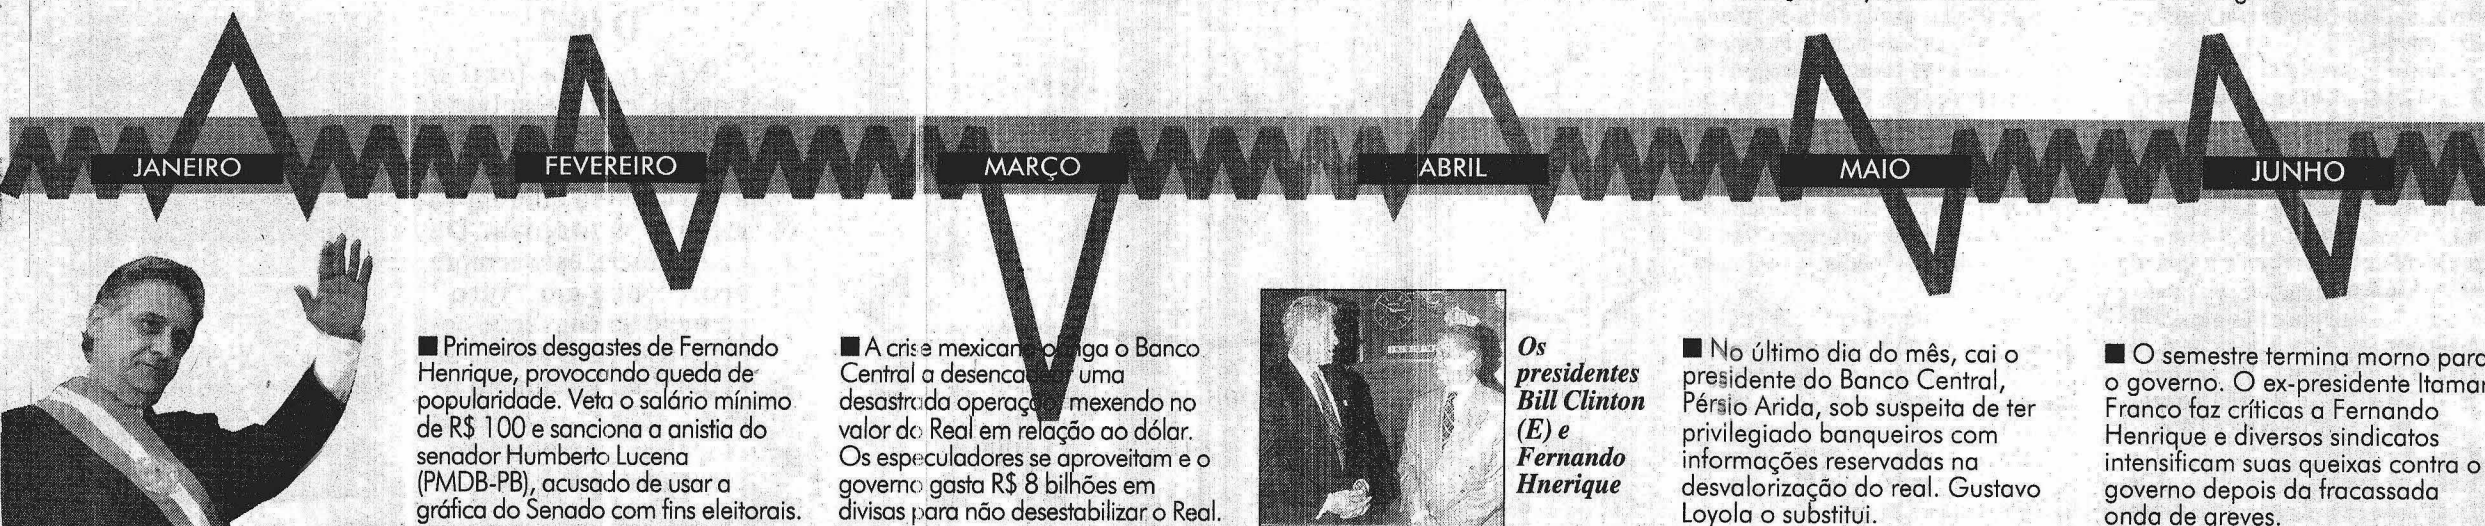 JANEIRO
FEVEREIRO
MARÇO
ABRIL
MAIO
JUNHO
■ Primeiros desgastes de Fernando
Henrique, provocando queda de
popularidade. Veta o salário mínimo
de R$ 100 e sanciona a anistia do
senador Humberto Lucena
(PMDB-PB), acusado de usar a
gráfica do Senado com fins eleitorais.
■ A crise mexicana obriga o Banco
Central a desencadear uma
desastrada operação, mexendo no
valor do Real em relação ao dólar.
Os especuladores se aproveitam e o
governo gasta R$ 8 bilhões em
divisas para não desestabilizar o Real.
Os
presidentes
Bill Clinton
(E) e
Fernando
Hnerique
■ No último dia do mês, cai o
presidente do Banco Central,
Pérsio Arida, sob suspeita de ter
privilegiado banqueiros com
informações reservadas na
desvalorização do real. Gustavo
Loyola o substitui.
■ O semestre termina morno para
o governo. O ex-presidente Itamar
Franco faz críticas a Fernando
Henrique e diversos sindicatos
intensificam suas queixas contra o
governo depois da fracassada
onda de greves.